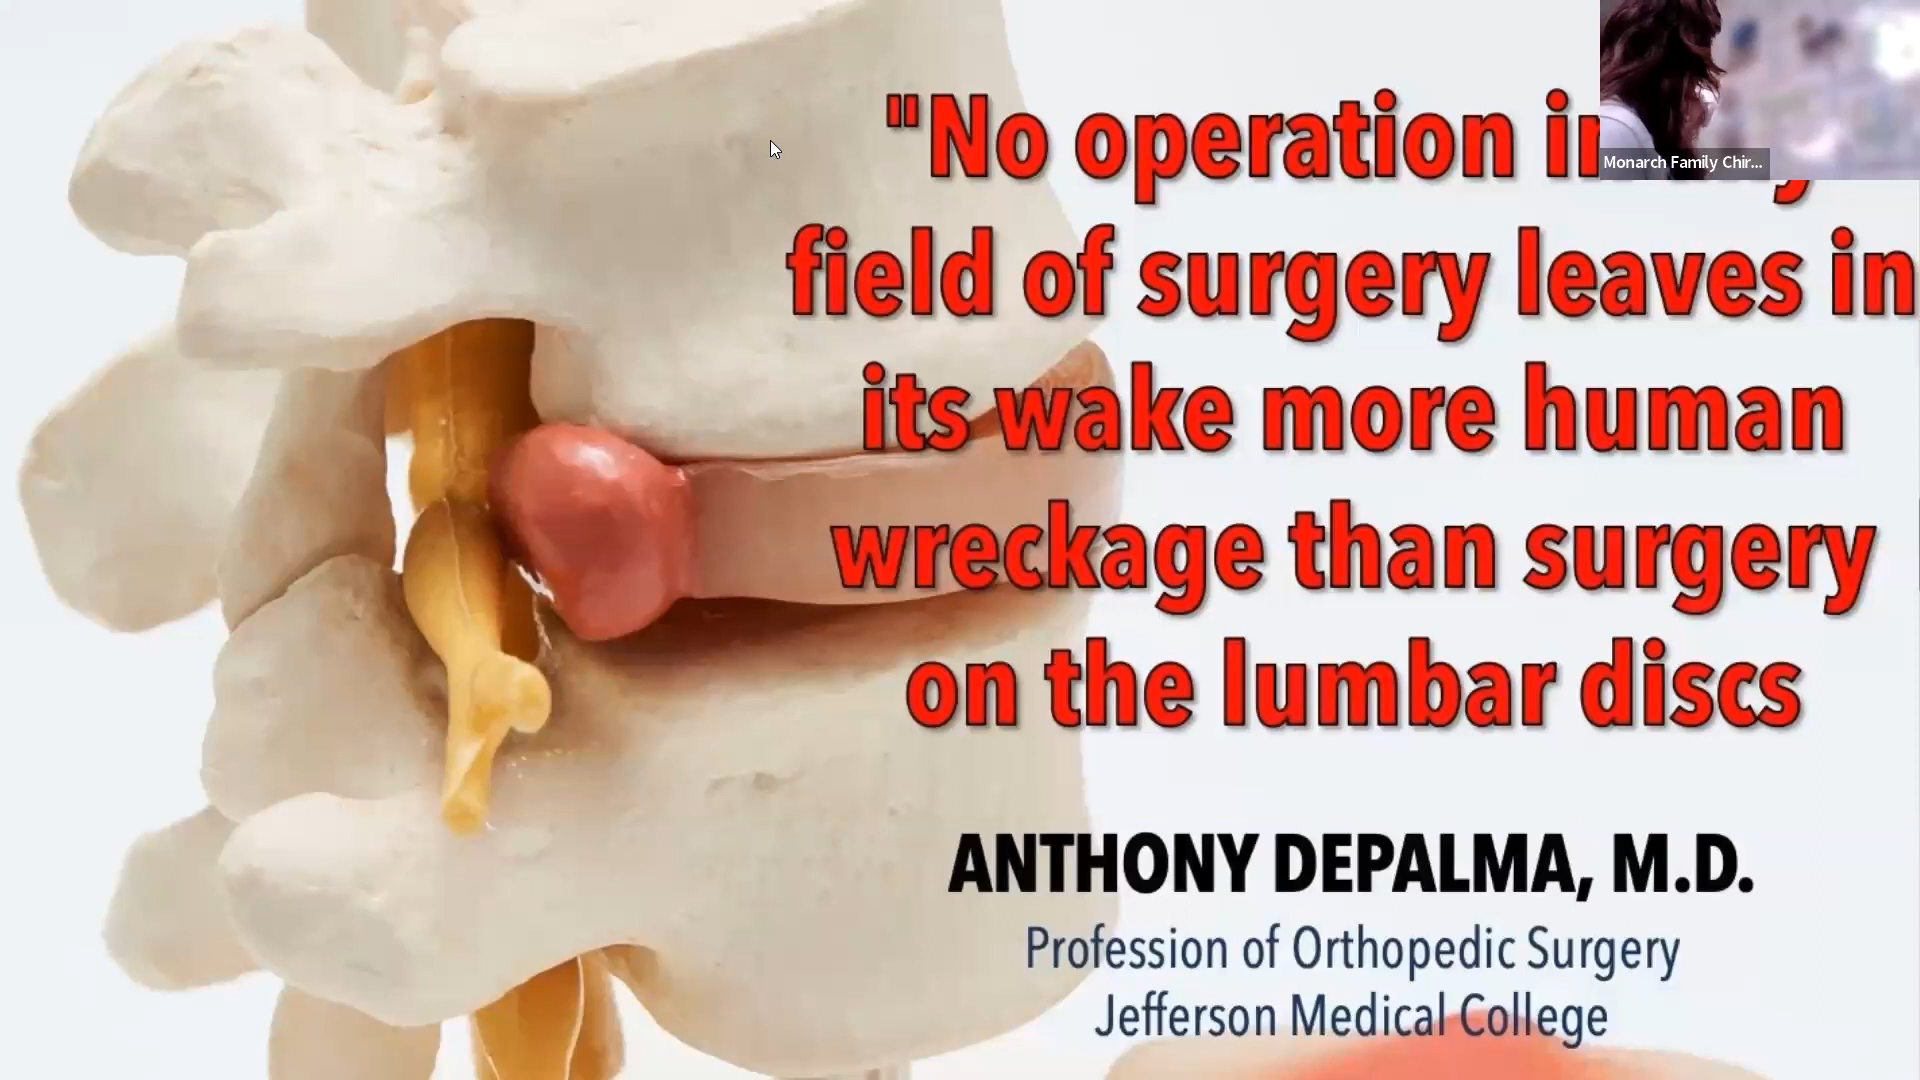 "No operation in
field of surgery leaves in
its wake more human
wreckage than surgery
on the lumbar discs
ANTHONY DEPALMA, M.D.
Profession of Orthopedic Surgery
Jefferson Medical College
Monarch Family Chir...